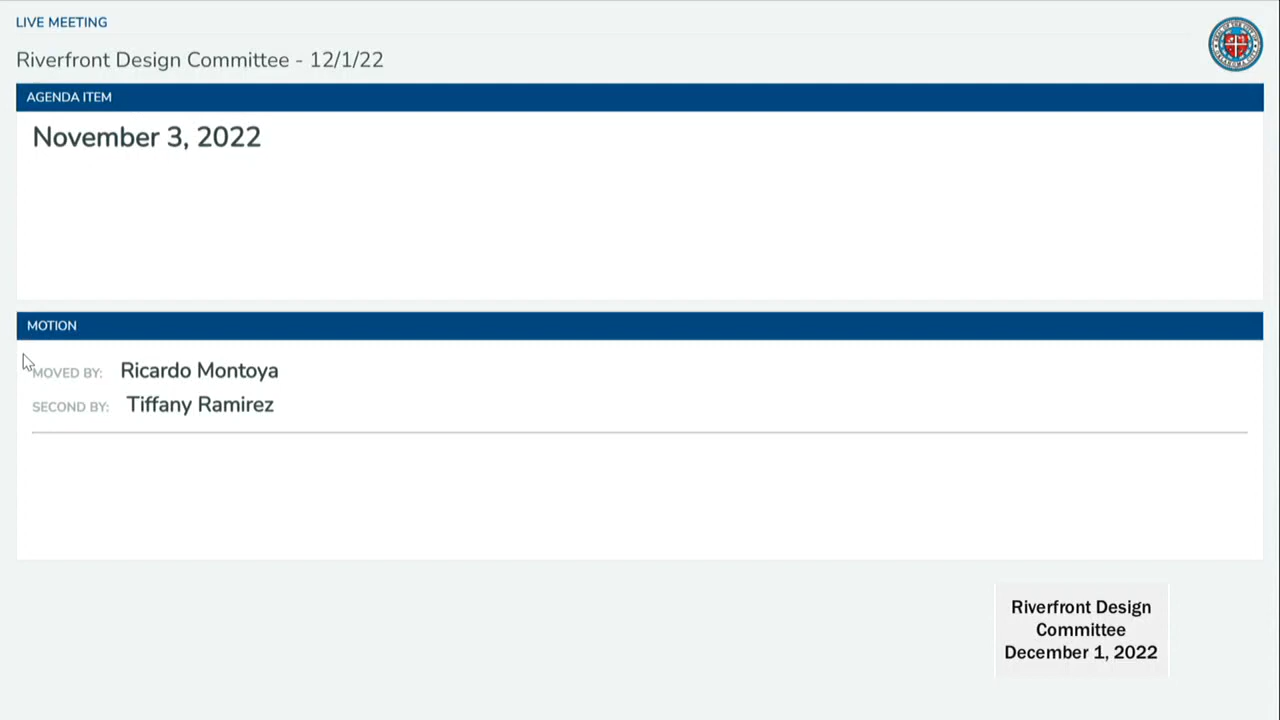 LIVE MEETING
Riverfront Design Committee - 12/1/22
AGENDA ITEM
November 3, 2022
MOTION
MOVED BY: Ricardo Montoya
SECOND BY: Tiffany Ramirez
Riverfront Design
Committee
December 1, 2022